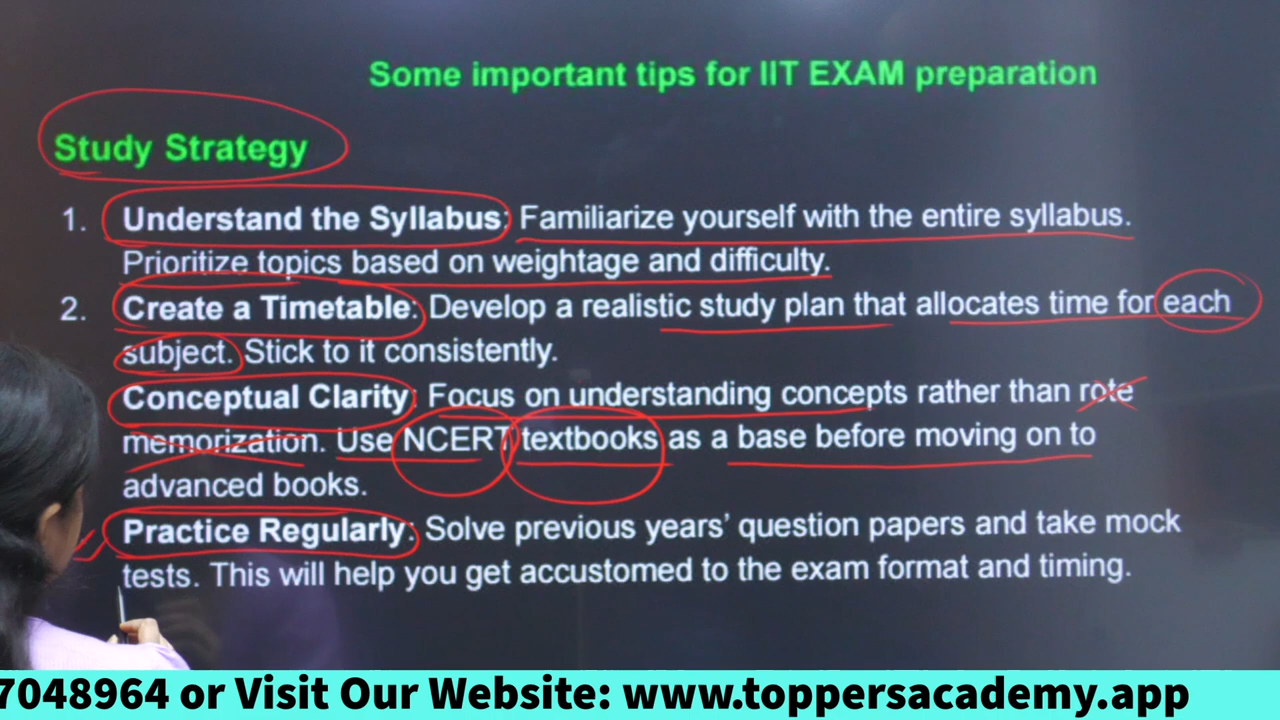 Some important tips for IIT EXAM preparation
Study Strategy
1. Understand the Syllabus: Familiarize yourself with the entire syllabus.
Prioritize topics based on weightage and difficulty.
2. Create a Timetable: Develop a realistic study plan that allocates time for each
subject. Stick to it consistently.
Conceptual Clarity: Focus on understanding concepts rather than rote
memorization. Use NCERT textbooks as a base before moving on to
advanced books.
Practice Regularly: Solve previous years’ question papers and take mock
tests. This will help you get accustomed to the exam format and timing.
7048964 or Visit Our Website: www.toppersacademy.app